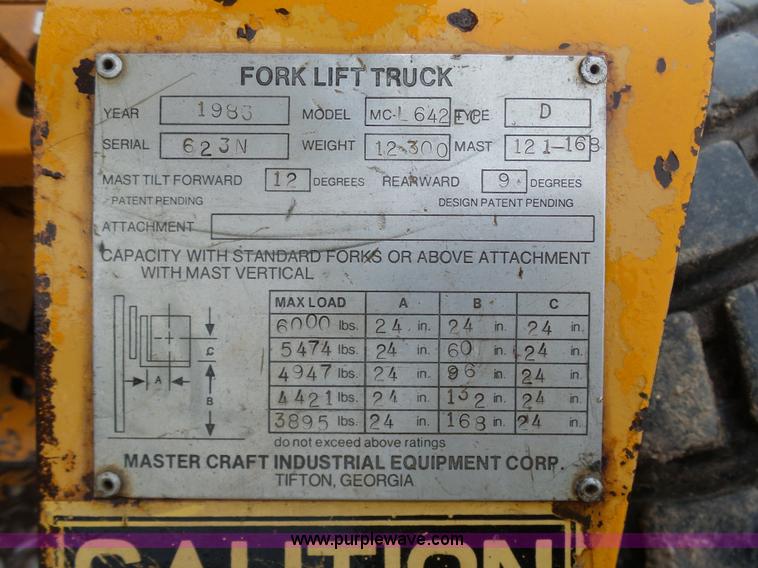 FORK LIFT TRUCK
YEAR 1983 MODEL MC-L642EC TYPE D
SERIAL 623N WEIGHT 12300 MAST 121-168
MAST TILT FORWARD 12 DEGREES REARWARD 9 DEGREES
PATENT PENDING DESIGN PATENT PENDING
ATTACHMENT
CAPACITY WITH STANDARD FORKS OR ABOVE ATTACHMENT
WITH MAST VERTICAL
MAX LOAD A B C
6000 lbs. 24 in. 24 in. 24 in.
5474 lbs. 24 in. 60 in. 24 in.
4947 lbs. 24 in. 96 in. 24 in.
4421 lbs. 24 in. 132 in. 24 in.
3895 lbs. 24 in. 168 in. 24 in.
C
A
B
do not exceed above ratings
MASTER CRAFT INDUSTRIAL EQUIPMENT CORP.
TIFTON, GEORGIA
CAUTION
www.purplewave.com